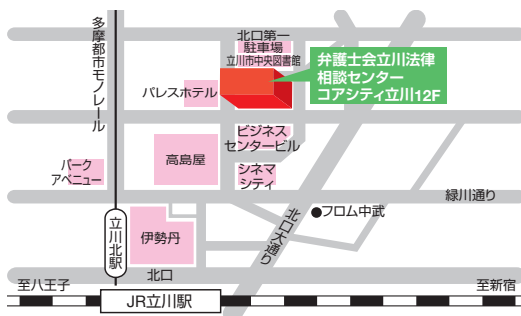 多摩都市モノレール
北口第一
駐車場
立川市中央図書館
弁護士会立川法律
相談センター
コアシティ立川12F
パレスホテル
ビジネス
センタービル
高島屋
シネマ
シティ
パーク
アベニュー
緑川通り
立川北駅
伊勢丹
北口大通り
フロム中武
北口
至八王子
至新宿
JR立川駅